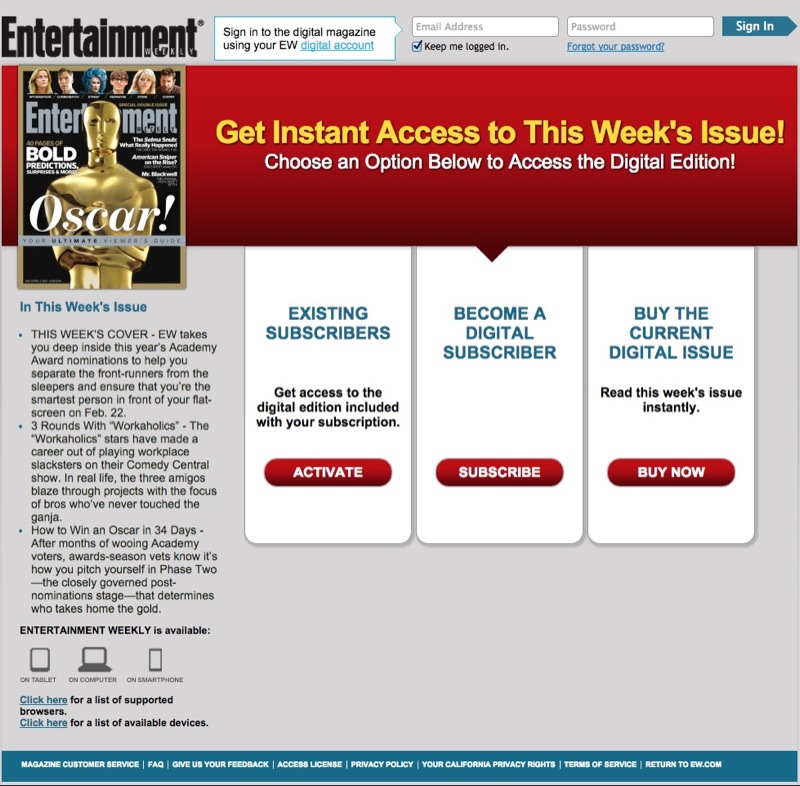 Entertainment®
WEEKLY
Sign in to the digital magazine
using your EW digital account
Email Address
Password
Sign In
Keep me logged in.
Forgot your password?
SPECIAL DOUBLE ISSUE
Enter ment
40 PAGES OF
BOLD
PREDICTIONS,
SURPRISES & MORE!
The Selma Snub:
What Really Happened
American Sniper
on the Rise?
Mr. Blackwell
Oscar!
YOUR ULTIMATE VIEWER'S GUIDE
Get Instant Access to This Week's Issue!
Choose an Option Below to Access the Digital Edition!
In This Week's Issue
• THIS WEEK'S COVER - EW takes
you deep inside this year's Academy
Award nominations to help you
separate the front-runners from the
sleepers and ensure that you're the
smartest person in front of your flat-
screen on Feb. 22.
• 3 Rounds With "Workaholics" - The
"Workaholics" stars have made a
career out of playing workplace
slacksters on their Comedy Central
show. In real life, the three amigos
blaze through projects with the focus
of bros who've never touched the
ganja.
• How to Win an Oscar in 34 Days -
After months of wooing Academy
voters, awards-season vets know it's
how you pitch yourself in Phase Two
—the closely governed post-
nominations stage—that determines
who takes home the gold.
ENTERTAINMENT WEEKLY is available:
ON TABLET
ON COMPUTER
ON SMARTPHONE
Click here for a list of supported
browsers.
Click here for a list of available devices.
EXISTING
SUBSCRIBERS
Get access to the
digital edition included
with your subscription.
ACTIVATE
BECOME A
DIGITAL
SUBSCRIBER
SUBSCRIBE
BUY THE
CURRENT
DIGITAL ISSUE
Read this week's issue
instantly.
BUY NOW
MAGAZINE CUSTOMER SERVICE | FAQ | GIVE US YOUR FEEDBACK | ACCESS LICENSE | PRIVACY POLICY | YOUR CALIFORNIA PRIVACY RIGHTS | TERMS OF SERVICE | RETURN TO EW.COM